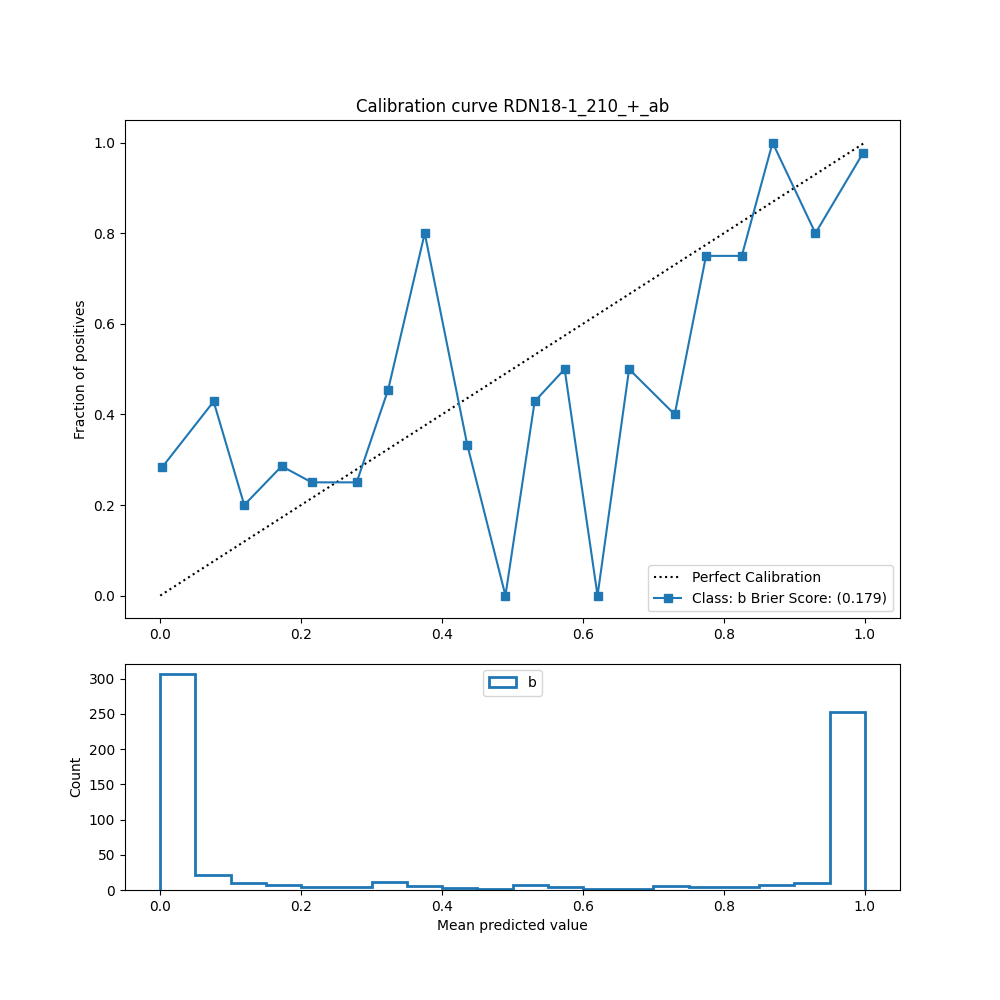 Calibration curve RDN18-1_210_+_ab
Fraction of positives
1.0
0.8
0.6
0.4
0.2
0.0
Perfect Calibration
Class: b Brier Score: (0.179)
0.0 0.2 0.4 0.6 0.8 1.0
b
Count
300
250
200
150
100
50
0
0.0 0.2 0.4 0.6 0.8 1.0
Mean predicted value